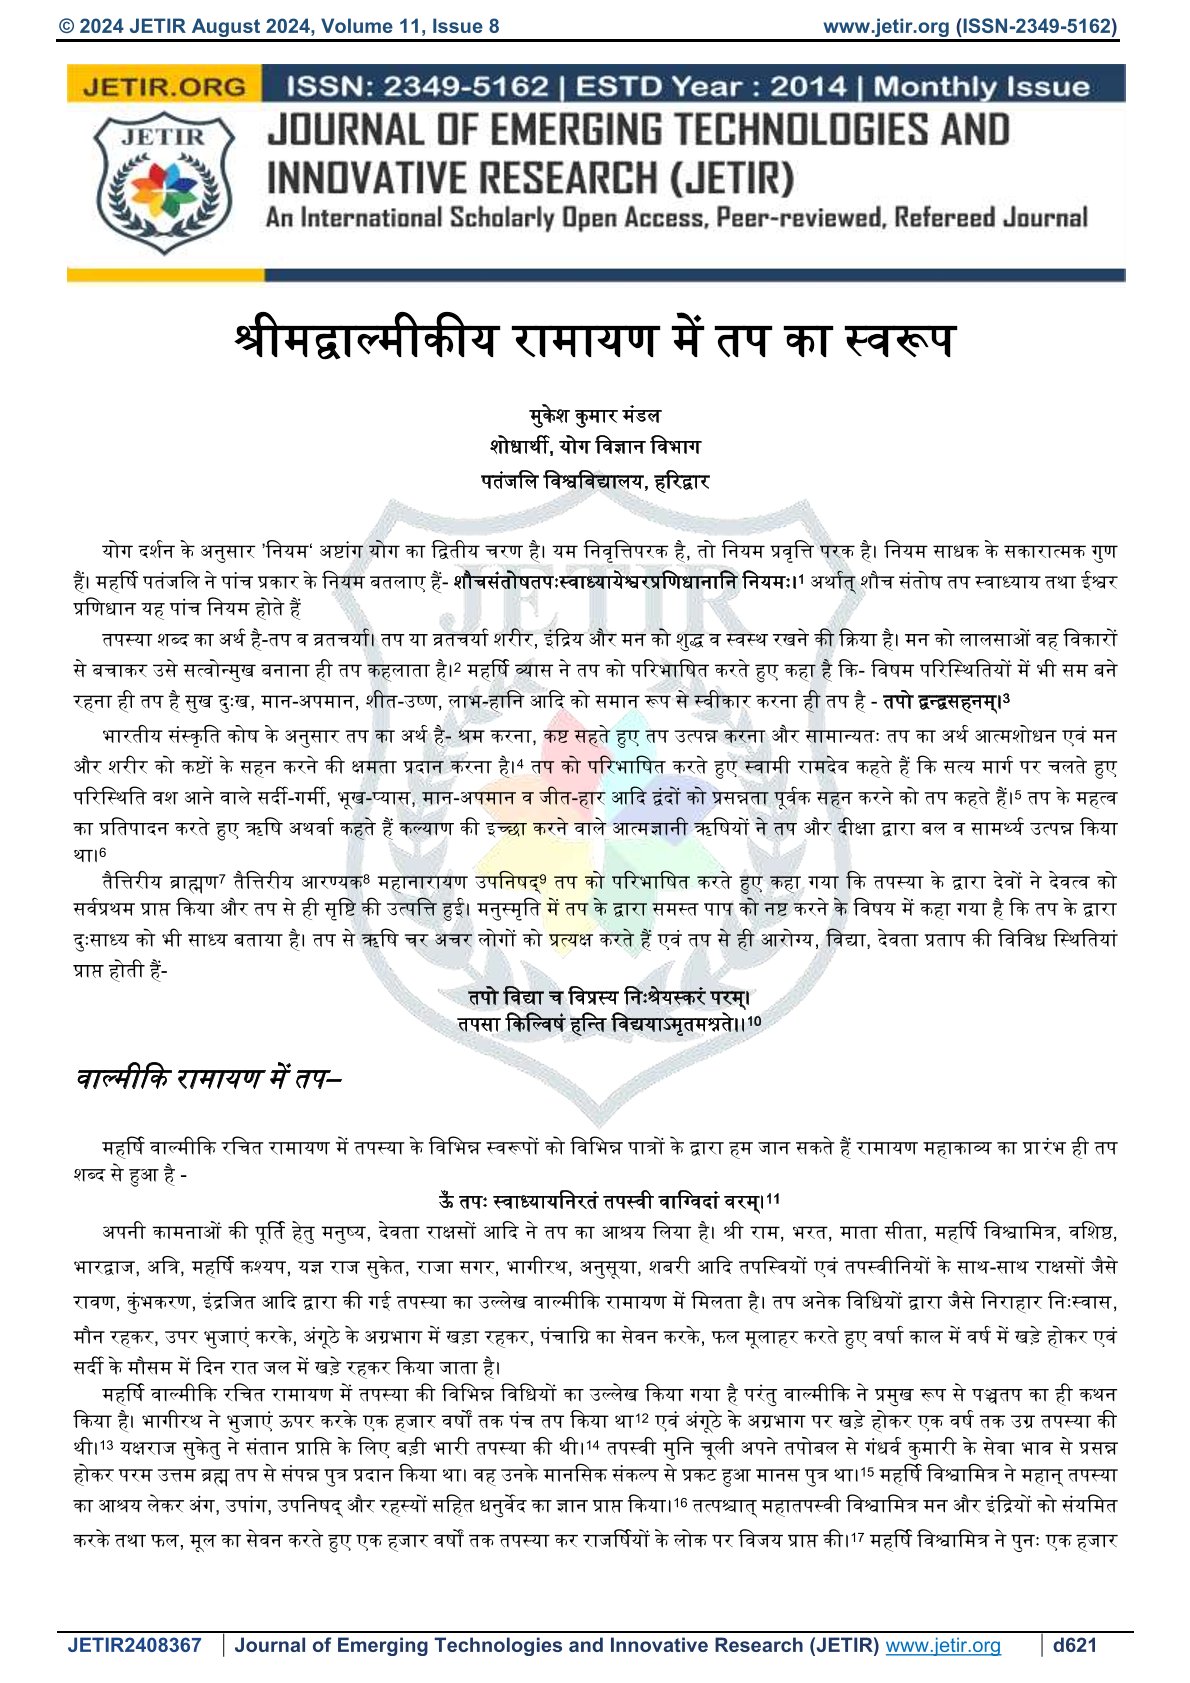 © 2024 JETIR August 2024, Volume 11, Issue 8 www.jetir.org (ISSN-2349-5162)
JETIR.ORG ISSN: 2349-5162 | ESTD Year : 2014 | Monthly Issue
JETIR
JOURNAL OF EMERGING TECHNOLOGIES AND
INNOVATIVE RESEARCH (JETIR)
An International Scholarly Open Access, Peer-reviewed, Refereed Journal
श्रीमद्वाल्मीकीय रामायण में तप का स्वरूप
मुकेश कुमार मंडल
शोधार्थी, योग विज्ञान विभाग
पतंजलि विश्वविद्यालय, हरिद्वार
योग दर्शन के अनुसार 'नियम' अष्टांग योग का द्वितीय चरण है। यम निवृत्तिपरक है, तो नियम प्रवृत्ति परक है। नियम साधक के सकारात्मक गुण
हैं। महर्षि पतंजलि ने पांच प्रकार के नियम बतलाए हैं- शौचसंतोषतपःस्वाध्यायेश्वरप्रणिधानानि नियमः।1 अर्थात् शौच संतोष तप स्वाध्याय तथा ईश्वर
प्रणिधान यह पांच नियम होते हैं
तपस्या शब्द का अर्थ है-तप व व्रतचर्या। तप या व्रतचर्या शरीर, इंद्रिय और मन को शुद्ध व स्वस्थ रखने की क्रिया है। मन को लालसाओं वह विकारों
से बचाकर उसे सत्वोन्मुख बनाना ही तप कहलाता है।2 महर्षि व्यास ने तप को परिभाषित करते हुए कहा है कि- विषम परिस्थितियों में भी सम बने
रहना ही तप है सुख दुःख, मान-अपमान, शीत-उष्ण, लाभ-हानि आदि को समान रूप से स्वीकार करना ही तप है - तपो द्वन्द्वसहनम्।3
भारतीय संस्कृति कोष के अनुसार तप का अर्थ है- श्रम करना, कष्ट सहते हुए तप उत्पन्न करना और सामान्यतः तप का अर्थ आत्मशोधन एवं मन
और शरीर को कष्टों के सहन करने की क्षमता प्रदान करना है।4 तप को परिभाषित करते हुए स्वामी रामदेव कहते हैं कि सत्य मार्ग पर चलते हुए
परिस्थिति वश आने वाले सर्दी-गर्मी, भूख-प्यास, मान-अपमान व जीत-हार आदि द्वंदों को प्रसन्नता पूर्वक सहन करने को तप कहते हैं।5 तप के महत्व
का प्रतिपादन करते हुए ऋषि अथर्वा कहते हैं कल्याण की इच्छा करने वाले आत्मज्ञानी ऋषियों ने तप और दीक्षा द्वारा बल व सामर्थ्य उत्पन्न किया
था।6
तैत्तिरीय ब्राह्मण7 तैत्तिरीय आरण्यक8 महानारायण उपनिषद्9 तप को परिभाषित करते हुए कहा गया कि तपस्या के द्वारा देवों ने देवत्व को
सर्वप्रथम प्राप्त किया और तप से ही सृष्टि की उत्पत्ति हुई। मनुस्मृति में तप के द्वारा समस्त पाप को नष्ट करने के विषय में कहा गया है कि तप के द्वारा
दुःसाध्य को भी साध्य बताया है। तप से ऋषि चर अचर लोगों को प्रत्यक्ष करते हैं एवं तप से ही आरोग्य, विद्या, देवता प्रताप की विविध स्थितियां
प्राप्त होती हैं-
तपो विद्या च विप्रस्य निःश्रेयस्करं परम्।
तपसा किल्विषं हन्ति विद्ययाऽमृतमश्नते।।10
वाल्मीकि रामायण में तप–
महर्षि वाल्मीकि रचित रामायण में तपस्या के विभिन्न स्वरूपों को विभिन्न पात्रों के द्वारा हम जान सकते हैं रामायण महाकाव्य का प्रारंभ ही तप
शब्द से हुआ है -
ऊँ तपः स्वाध्यायनिरतं तपस्वी वाग्विदां वरम्।11
अपनी कामनाओं की पूर्ति हेतु मनुष्य, देवता राक्षसों आदि ने तप का आश्रय लिया है। श्री राम, भरत, माता सीता, महर्षि विश्वामित्र, वशिष्ठ,
भारद्वाज, अत्रि, महर्षि कश्यप, यज्ञ राज सुकेत, राजा सगर, भागीरथ, अनुसूया, शबरी आदि तपस्वियों एवं तपस्वीनियों के साथ-साथ राक्षसों जैसे
रावण, कुंभकरण, इंद्रजित आदि द्वारा की गई तपस्या का उल्लेख वाल्मीकि रामायण में मिलता है। तप अनेक विधियों द्वारा जैसे निराहार निःस्वास,
मौन रहकर, उपर भुजाएं करके, अंगूठे के अग्रभाग में खड़ा रहकर, पंचाग्नि का सेवन करके, फल मूलाहर करते हुए वर्षा काल में वर्ष में खड़े होकर एवं
सर्दी के मौसम में दिन रात जल में खड़े रहकर किया जाता है।
महर्षि वाल्मीकि रचित रामायण में तपस्या की विभिन्न विधियों का उल्लेख किया गया है परंतु वाल्मीकि ने प्रमुख रूप से पञ्चतप का ही कथन
किया है। भागीरथ ने भुजाएं ऊपर करके एक हजार वर्षों तक पंच तप किया था12 एवं अंगूठे के अग्रभाग पर खड़े होकर एक वर्ष तक उग्र तपस्या की
थी।13 यक्षराज सुकेतु ने संतान प्राप्ति के लिए बड़ी भारी तपस्या की थी।14 तपस्वी मुनि चूली अपने तपोबल से गंधर्व कुमारी के सेवा भाव से प्रसन्न
होकर परम उत्तम ब्रह्म तप से संपन्न पुत्र प्रदान किया था। वह उनके मानसिक संकल्प से प्रकट हुआ मानस पुत्र था।15 महर्षि विश्वामित्र ने महान् तपस्या
का आश्रय लेकर अंग, उपांग, उपनिषद् और रहस्यों सहित धनुर्वेद का ज्ञान प्राप्त किया।16 तत्पश्चात् महातपस्वी विश्वामित्र मन और इंद्रियों को संयमित
करके तथा फल, मूल का सेवन करते हुए एक हजार वर्षों तक तपस्या कर राजर्षियों के लोक पर विजय प्राप्त की।17 महर्षि विश्वामित्र ने पुनः एक हजार
JETIR2408367 Journal of Emerging Technologies and Innovative Research (JETIR) www.jetir.org d621